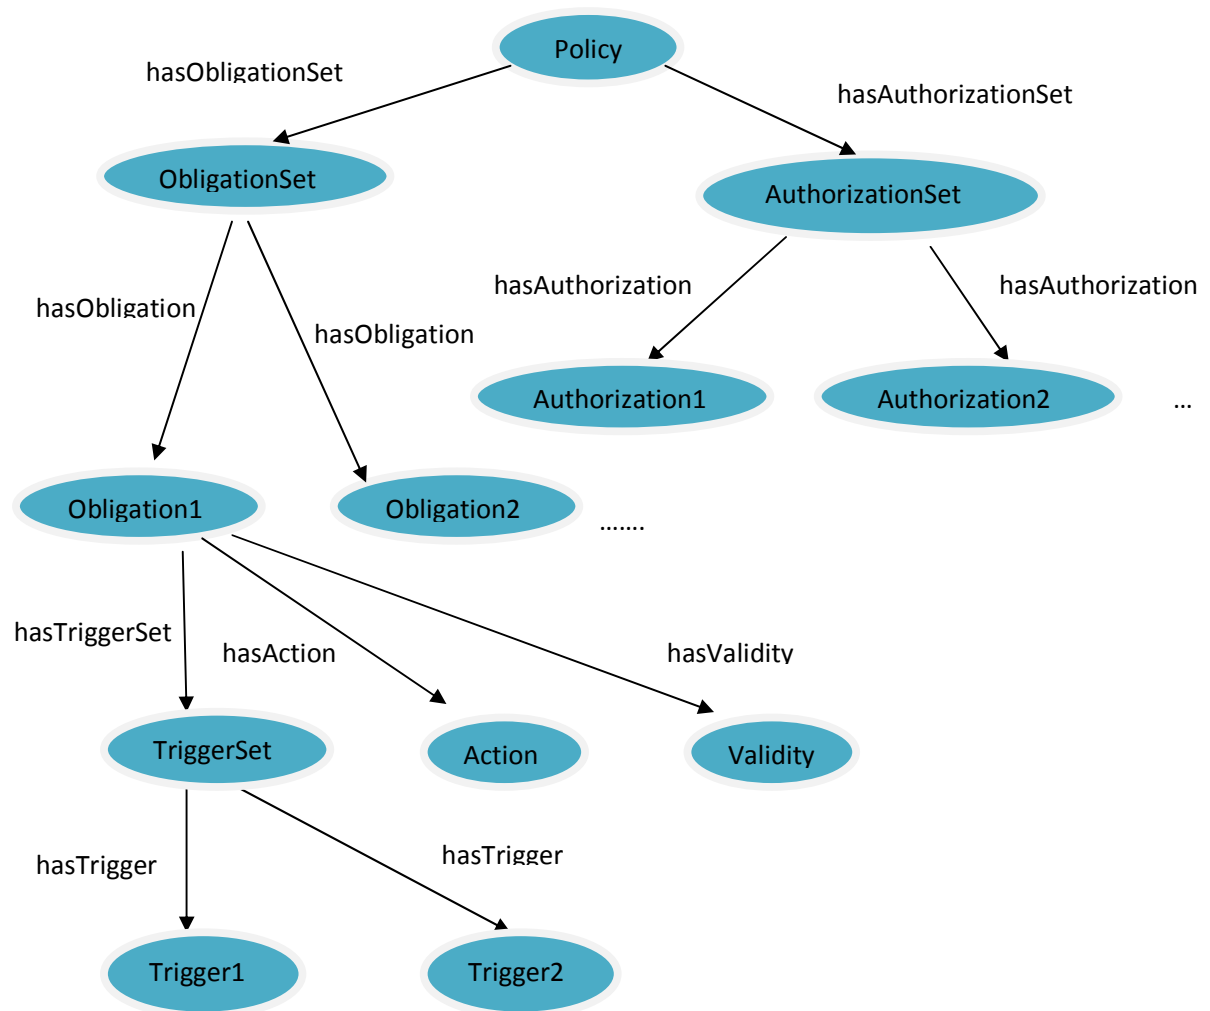 Policy
hasObligationSet
hasAuthorizationSet
ObligationSet
AuthorizationSet
hasAuthorization
hasAuthorization
hasObligation
hasObligation
Authorization1
Authorization2
...
Obligation1
Obligation2
.......
hasTriggerSet
hasAction
hasValidity
TriggerSet
Action
Validity
hasTrigger
hasTrigger
Trigger1
Trigger2